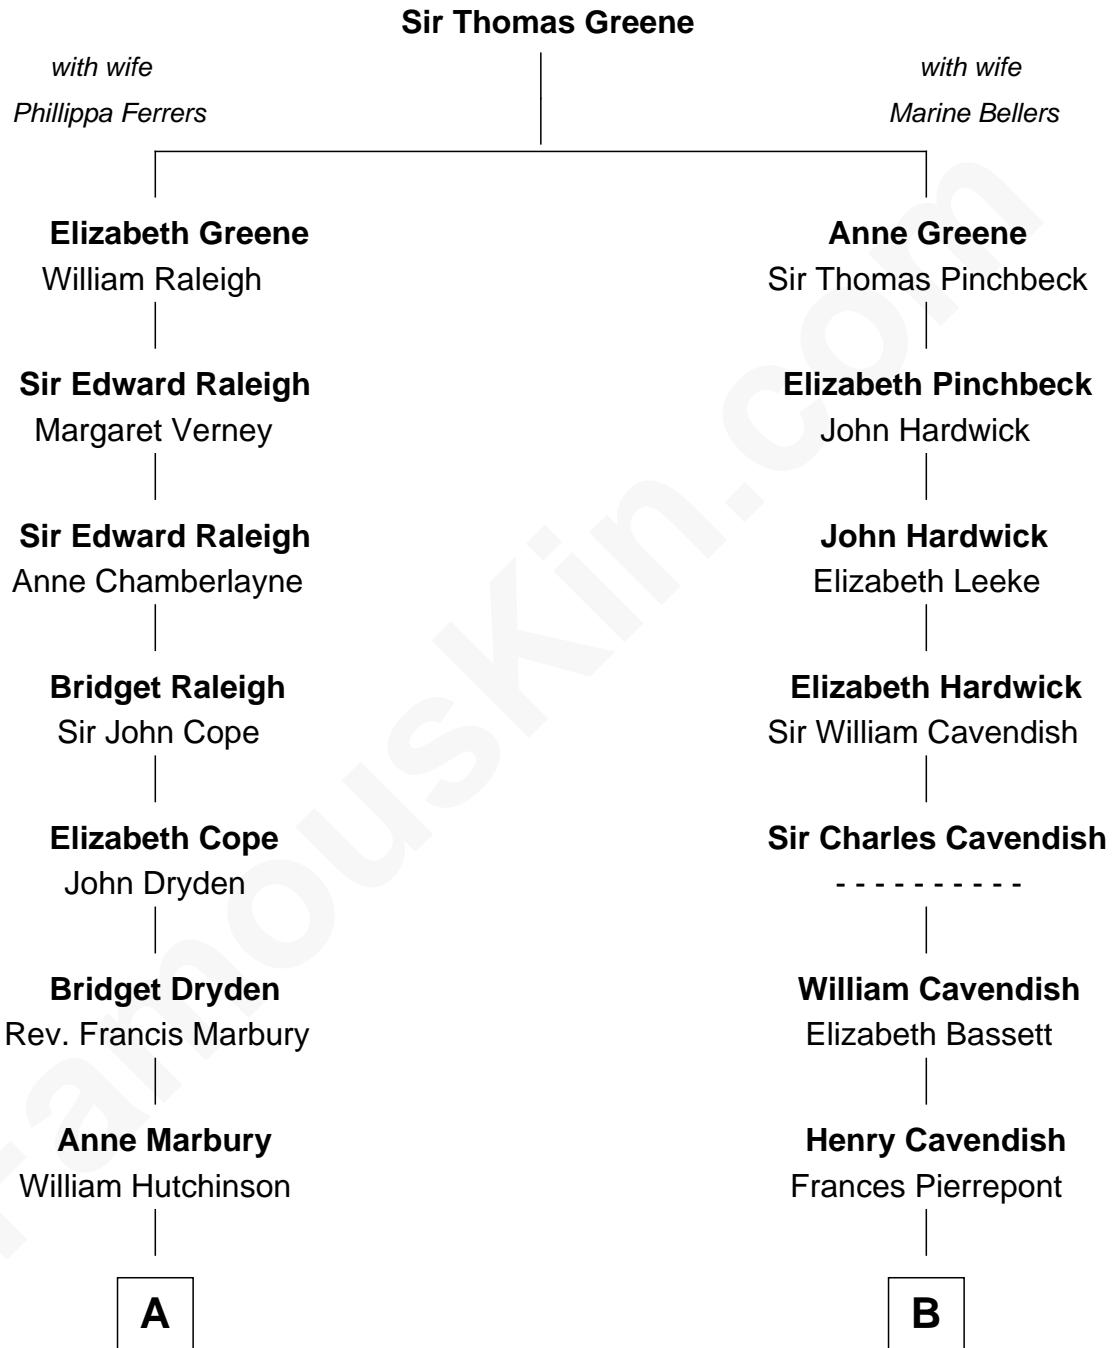 Sir Thomas Greene
with wife
Phillippa Ferrers
with wife
Marine Bellers
Elizabeth Greene
William Raleigh
Anne Greene
Sir Thomas Pinchbeck
Sir Edward Raleigh
Margaret Verney
Elizabeth Pinchbeck
John Hardwick
Sir Edward Raleigh
Anne Chamberlayne
John Hardwick
Elizabeth Leeke
Bridget Raleigh
Sir John Cope
Elizabeth Hardwick
Sir William Cavendish
Elizabeth Cope
John Dryden
Sir Charles Cavendish
- - - - - - - - - -
Bridget Dryden
Rev. Francis Marbury
William Cavendish
Elizabeth Bassett
Anne Marbury
William Hutchinson
Henry Cavendish
Frances Pierrepont
A
B
FamousKin.com